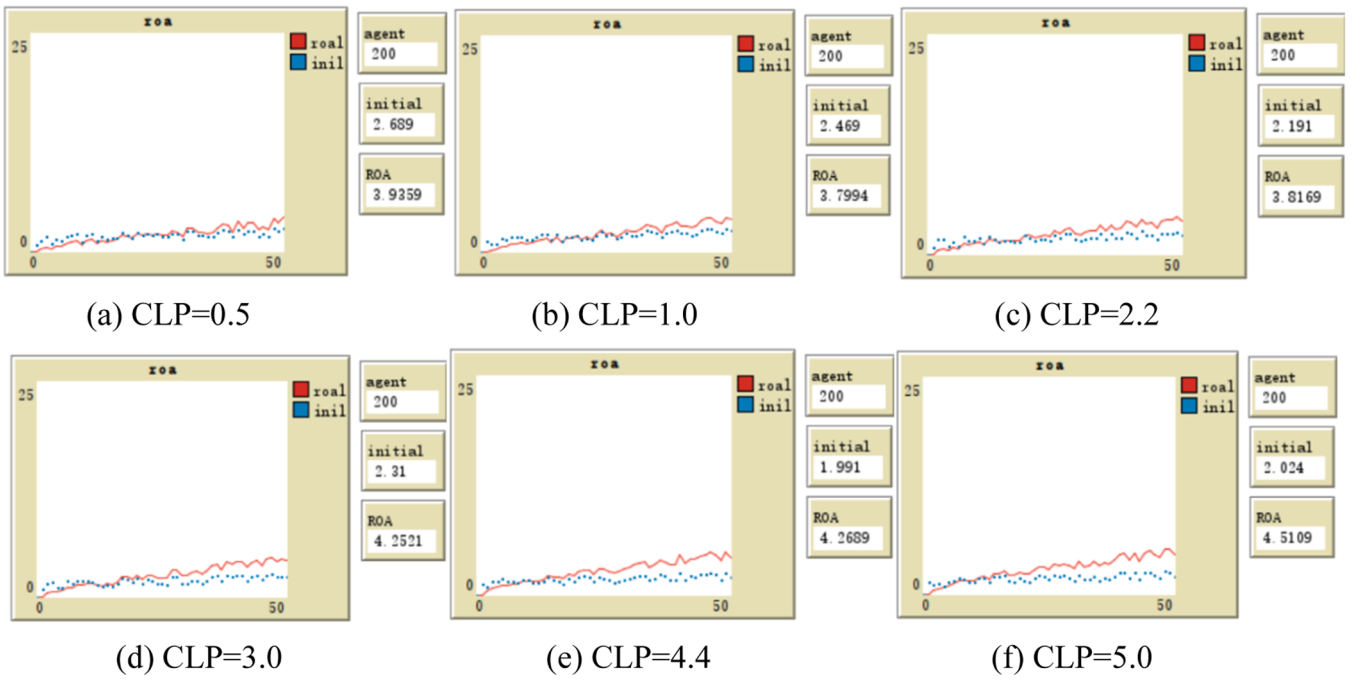 roa
25
0
0
50
roal
inil
agent
200
initial
2.689
ROA
3.9359
(a) CLP=0.5
roa
25
0
0
50
roal
inil
agent
200
initial
2.469
ROA
3.7994
(b) CLP=1.0
roa
25
0
0
50
roal
inil
agent
200
initial
2.191
ROA
3.8169
(c) CLP=2.2
roa
25
0
0
50
roal
inil
agent
200
initial
2.31
ROA
4.2521
(d) CLP=3.0
roa
25
0
0
50
roal
inil
agent
200
initial
1.991
ROA
4.2689
(e) CLP=4.4
roa
25
0
0
50
roal
inil
agent
200
initial
2.024
ROA
4.5109
(f) CLP=5.0